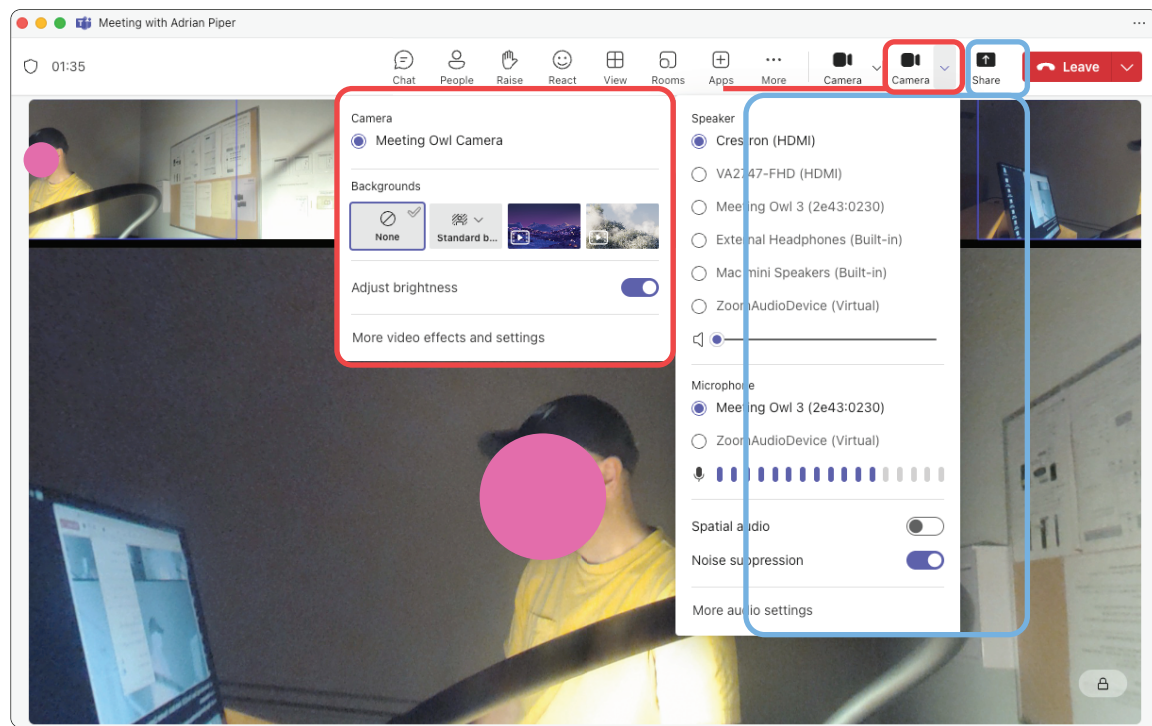 Meeting with Adrian Piper
01:35
Chat
People
Raise
React
View
Rooms
Apps
More
Camera
Camera
Share
Leave
Camera
Meeting Owl Camera
Backgrounds
None
Standard b...
Adjust brightness
More video effects and settings
Speaker
Crestron (HDMI)
VA2747-FHD (HDMI)
Meeting Owl 3 (2e43:0230)
External Headphones (Built-in)
Mac mini Speakers (Built-in)
ZoomAudioDevice (Virtual)
Microphone
Meeting Owl 3 (2e43:0230)
ZoomAudioDevice (Virtual)
Spatial audio
Noise suppression
More audio settings